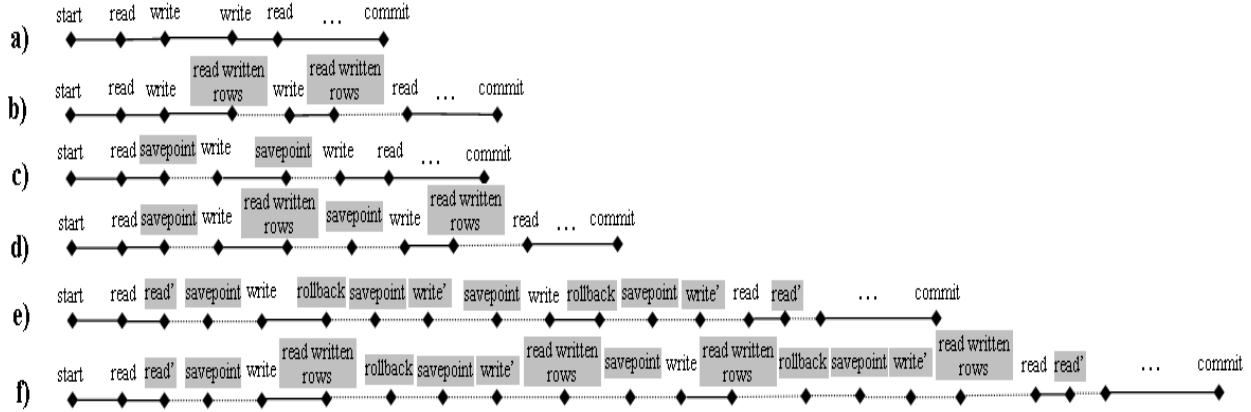 start read write write read ... commit
a)
read written read written
start read write rows write rows read ... commit
b)
start read savepoint write savepoint write read ... commit
c)
read written read written
start read savepoint write rows savepoint write rows read ... commit
d)
start read read' savepoint write rollback savepoint write' savepoint write rollback savepoint write' read read' ... commit
e)
read written read written read written read written
start read read' savepoint write rows rollback savepoint write' rows savepoint write rows rollback savepoint write' rows read read' ... commit
f)